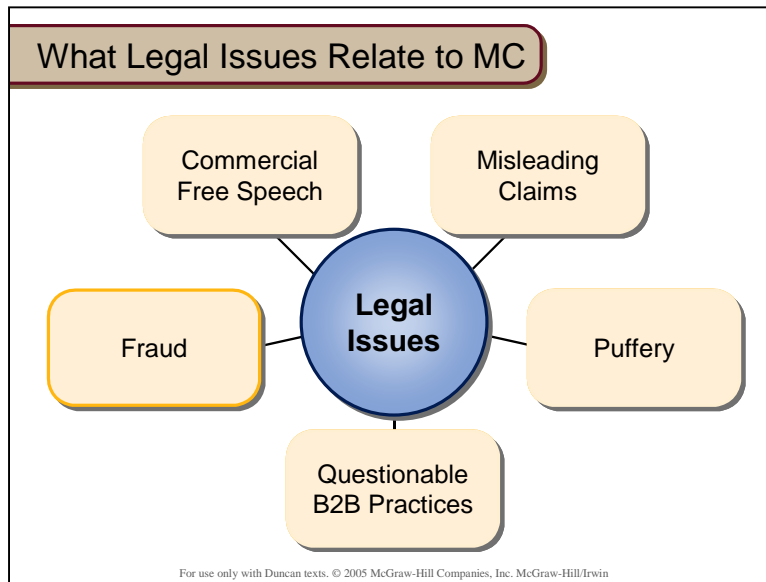 What Legal Issues Relate to MC
Commercial
Free Speech
Misleading
Claims
Legal
Issues
Fraud
Puffery
Questionable
B2B Practices
For use only with Duncan texts. © 2005 McGraw-Hill Companies, Inc. McGraw-Hill/Irwin